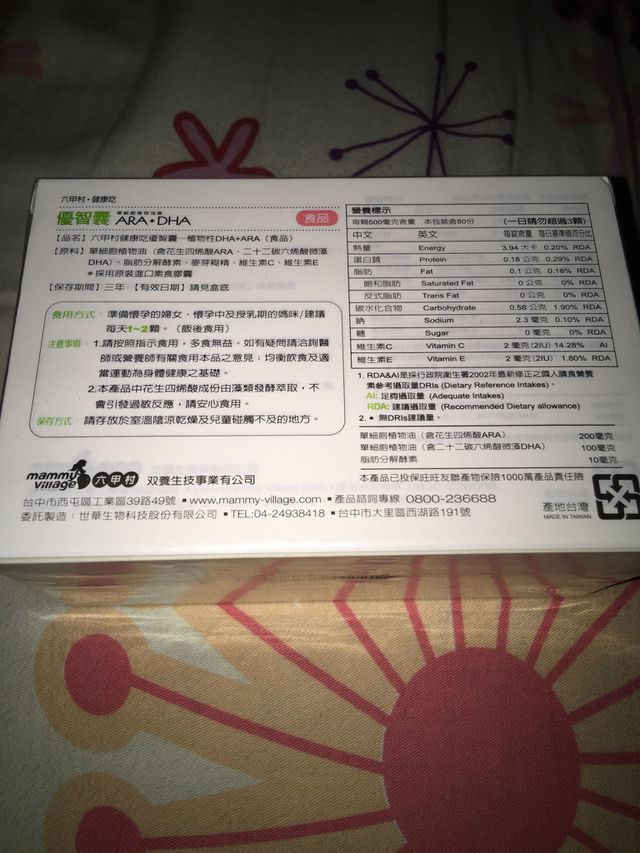 六甲村・健康吃
優智囊 單細胞植物油倉 ARA・DHA 食品
【品名】六甲村健康吃優智囊—植物性DHA+ARA（食品）
【原料】單細胞植物油（含花生四烯酸ARA、二十二碳六烯酸微藻
DHA）、脂肪分解酵素、麥芽糊精、維生素C、維生素E
＊採用原裝進口素食膠囊
【保存期間】三年 【有效日期】請見盒底
食用方式：準備懷孕的婦女、懷孕中及授乳期的媽咪/建議
每天1~2顆。（飯後食用）
注意事項：1.請按照指示食用，多食無益。如有疑問請洽詢醫
師或營養師有關食用本品之意見；均衡飲食及適
當運動為身體健康之基礎。
2.本產品中花生四烯酸成份由藻類發酵萃取，不
會引發過敏反應，請安心食用。
保存方式：請存放於室溫陰涼乾燥及兒童碰觸不及的地方。
營養標示
每顆500毫克含量 本包裝含80份 (一日請勿超過3顆)
中文 英文 每錠含量 每日基準值百分比
熱量 Energy 3.94 大卡 0.20% RDA
蛋白質 Protein 0.18 公克 0.29% RDA
脂肪 Fat 0.1 公克 0.18% RDA
飽和脂肪 Saturated Fat 0 公克 0% RDA
反式脂肪 Trans Fat 0 公克 0% RDA
碳水化合物 Carbohydrate 0.58 公克 1.90% RDA
鈉 Sodium 2.3 毫克 0.10% RDA
糖 Sugar 0 毫克 0% RDA
維生素C Vitamin C 2 毫克(2IU) 14.28% AI
維生素E Vitamin E 2 毫克(2IU) 1.80% RDA
1. RDA&AI是採行政院衛生署2002年最新修正之國人膳食營養
素參考攝取量DRIs (Dietary Reference Intakes)。
AI: 足夠攝取量 (Adequate Intakes)
RDA: 建議攝取量 (Recommended Dietary allowance)
2. ▪ 無DRIs建議量。
單細胞植物油（含花生四烯酸ARA） 200毫克
單細胞植物油（含二十二碳六烯酸微藻DHA） 100毫克
脂肪分解酵素 10毫克
本產品已投保旺旺友聯產物保險1000萬產品責任險
mammy village 六甲村 双養生技事業有公司
台中市西屯區工業區39路49號 ▪ www.mammy-village.com ▪ 產品諮詢專線 0800-236688
委託製造：世華生物科技股份有限公司 ▪ TEL:04-24938418 ▪ 台中市大里區西湖路191號
產地台灣
MADE IN TAIWAN